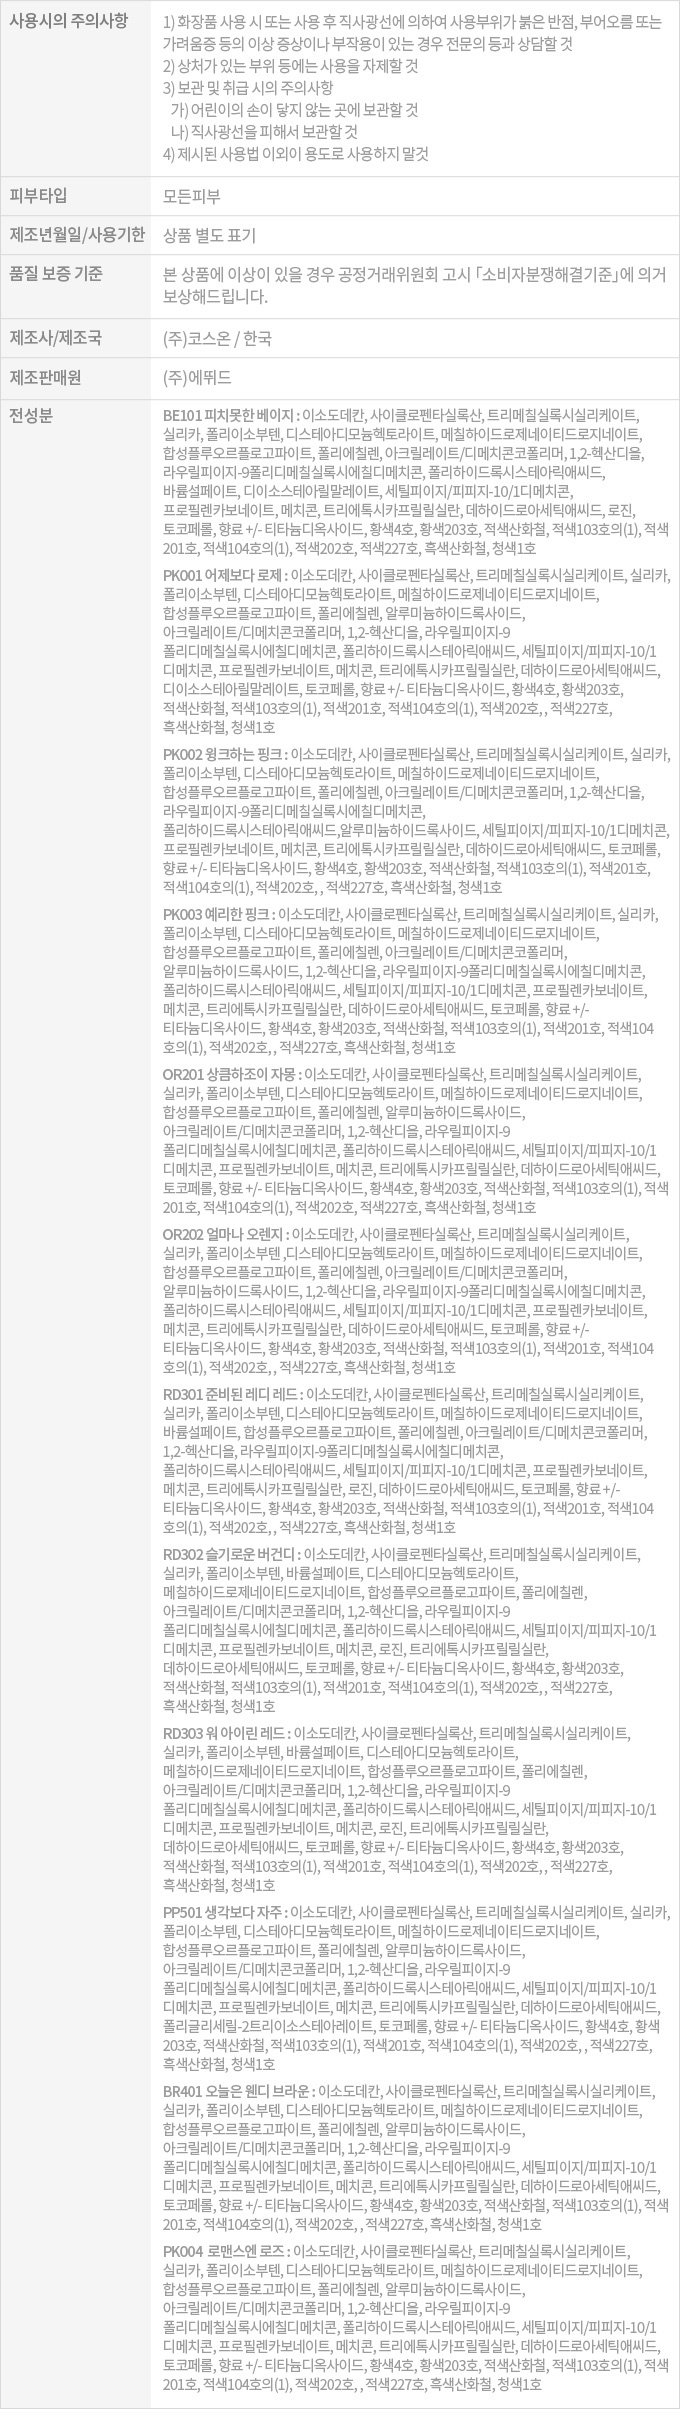 사용시의 주의사항
1) 화장품 사용 시 또는 사용 후 직사광선에 의하여 사용부위가 붉은 반점, 부어오름 또는
가려움증 등의 이상 증상이나 부작용이 있는 경우 전문의 등과 상담할 것
2) 상처가 있는 부위 등에는 사용을 자제할 것
3) 보관 및 취급 시의 주의사항
가) 어린이의 손이 닿지 않는 곳에 보관할 것
나) 직사광선을 피해서 보관할 것
4) 제시된 사용법 이외이 용도로 사용하지 말것
피부타입
모든피부
제조년월일/사용기한
상품 별도 표기
품질 보증 기준
본 상품에 이상이 있을 경우 공정거래위원회 고시 「소비자분쟁해결기준」에 의거
보상해드립니다.
제조사/제조국
(주)코스온 / 한국
제조판매원
(주)에뛰드
전성분
BE101 피치못한 베이지 : 이소도데칸, 사이클로펜타실록산, 트리메칠실록시실리케이트,
실리카, 폴리이소부텐, 디스테아디모늄헥토라이트, 메칠하이드로제네이티드로지네이트,
합성플루오르플로고파이트, 폴리에칠렌, 아크릴레이트/디메치콘코폴리머, 1,2-헥산디올,
라우릴피이지-9폴리디메칠실록시에칠디메치콘, 폴리하이드록시스테아릭애씨드,
바륨설페이트, 디이소스테아릴말레이트, 세틸피이지/피피지-10/1디메치콘,
프로필렌카보네이트, 메치콘, 트리에톡시카프릴릴실란, 데하이드로아세틱애씨드, 로진,
토코페롤, 향료 +/- 티타늄디옥사이드, 황색4호, 황색203호, 적색산화철, 적색103호의(1), 적색
201호, 적색104호의(1), 적색202호, 적색227호, 흑색산화철, 청색1호
PK001 어제보다 로제 : 이소도데칸, 사이클로펜타실록산, 트리메칠실록시실리케이트, 실리카,
폴리이소부텐, 디스테아디모늄헥토라이트, 메칠하이드로제네이티드로지네이트,
합성플루오르플로고파이트, 폴리에칠렌, 알루미늄하이드록사이드,
아크릴레이트/디메치콘코폴리머, 1,2-헥산디올, 라우릴피이지-9
폴리디메칠실록시에칠디메치콘, 폴리하이드록시스테아릭애씨드, 세틸피이지/피피지-10/1
디메치콘, 프로필렌카보네이트, 메치콘, 트리에톡시카프릴릴실란, 데하이드로아세틱애씨드,
디이소스테아릴말레이트, 토코페롤, 향료 +/- 티타늄디옥사이드, 황색4호, 황색203호,
적색산화철, 적색103호의(1), 적색201호, 적색104호의(1), 적색202호, , 적색227호,
흑색산화철, 청색1호
PK002 윙크하는 핑크 : 이소도데칸, 사이클로펜타실록산, 트리메칠실록시실리케이트, 실리카,
폴리이소부텐, 디스테아디모늄헥토라이트, 메칠하이드로제네이티드로지네이트,
합성플루오르플로고파이트, 폴리에칠렌, 아크릴레이트/디메치콘코폴리머, 1,2-헥산디올,
라우릴피이지-9폴리디메칠실록시에칠디메치콘,
폴리하이드록시스테아릭애씨드,알루미늄하이드록사이드, 세틸피이지/피피지-10/1디메치콘,
프로필렌카보네이트, 메치콘, 트리에톡시카프릴릴실란, 데하이드로아세틱애씨드, 토코페롤,
향료 +/- 티타늄디옥사이드, 황색4호, 황색203호, 적색산화철, 적색103호의(1), 적색201호,
적색104호의(1), 적색202호, , 적색227호, 흑색산화철, 청색1호
PK003 예리한 핑크 : 이소도데칸, 사이클로펜타실록산, 트리메칠실록시실리케이트, 실리카,
폴리이소부텐, 디스테아디모늄헥토라이트, 메칠하이드로제네이티드로지네이트,
합성플루오르플로고파이트, 폴리에칠렌, 아크릴레이트/디메치콘코폴리머,
알루미늄하이드록사이드, 1,2-헥산디올, 라우릴피이지-9폴리디메칠실록시에칠디메치콘,
폴리하이드록시스테아릭애씨드, 세틸피이지/피피지-10/1디메치콘, 프로필렌카보네이트,
메치콘, 트리에톡시카프릴릴실란, 데하이드로아세틱애씨드, 토코페롤, 향료 +/-
티타늄디옥사이드, 황색4호, 황색203호, 적색산화철, 적색103호의(1), 적색201호, 적색104
호의(1), 적색202호, , 적색227호, 흑색산화철, 청색1호
OR201 상큼하조이 자몽 : 이소도데칸, 사이클로펜타실록산, 트리메칠실록시실리케이트,
실리카, 폴리이소부텐, 디스테아디모늄헥토라이트, 메칠하이드로제네이티드로지네이트,
합성플루오르플로고파이트, 폴리에칠렌, 알루미늄하이드록사이드,
아크릴레이트/디메치콘코폴리머, 1,2-헥산디올, 라우릴피이지-9
폴리디메칠실록시에칠디메치콘, 폴리하이드록시스테아릭애씨드, 세틸피이지/피피지-10/1
디메치콘, 프로필렌카보네이트, 메치콘, 트리에톡시카프릴릴실란, 데하이드로아세틱애씨드,
토코페롤, 향료 +/- 티타늄디옥사이드, 황색4호, 황색203호, 적색산화철, 적색103호의(1), 적색
201호, 적색104호의(1), 적색202호, 적색227호, 흑색산화철, 청색1호
OR202 얼마나 오렌지 : 이소도데칸, 사이클로펜타실록산, 트리메칠실록시실리케이트,
실리카, 폴리이소부텐 ,디스테아디모늄헥토라이트, 메칠하이드로제네이티드로지네이트,
합성플루오르플로고파이트, 폴리에칠렌, 아크릴레이트/디메치콘코폴리머,
알루미늄하이드록사이드, 1,2-헥산디올, 라우릴피이지-9폴리디메칠실록시에칠디메치콘,
폴리하이드록시스테아릭애씨드, 세틸피이지/피피지-10/1디메치콘, 프로필렌카보네이트,
메치콘, 트리에톡시카프릴릴실란, 데하이드로아세틱애씨드, 토코페롤, 향료 +/-
티타늄디옥사이드, 황색4호, 황색203호, 적색산화철, 적색103호의(1), 적색201호, 적색104
호의(1), 적색202호, , 적색227호, 흑색산화철, 청색1호
RD301 준비된 레디 레드 : 이소도데칸, 사이클로펜타실록산, 트리메칠실록시실리케이트,
실리카, 폴리이소부텐, 디스테아디모늄헥토라이트, 메칠하이드로제네이티드로지네이트,
바륨설페이트, 합성플루오르플로고파이트, 폴리에칠렌, 아크릴레이트/디메치콘코폴리머,
1,2-헥산디올, 라우릴피이지-9폴리디메칠실록시에칠디메치콘,
폴리하이드록시스테아릭애씨드, 세틸피이지/피피지-10/1디메치콘, 프로필렌카보네이트,
메치콘, 트리에톡시카프릴릴실란, 로진, 데하이드로아세틱애씨드, 토코페롤, 향료 +/-
티타늄디옥사이드, 황색4호, 황색203호, 적색산화철, 적색103호의(1), 적색201호, 적색104
호의(1), 적색202호, , 적색227호, 흑색산화철, 청색1호
RD302 슬기로운 버건디 : 이소도데칸, 사이클로펜타실록산, 트리메칠실록시실리케이트,
실리카, 폴리이소부텐, 바륨설페이트, 디스테아디모늄헥토라이트,
메칠하이드로제네이티드로지네이트, 합성플루오르플로고파이트, 폴리에칠렌,
아크릴레이트/디메치콘코폴리머, 1,2-헥산디올, 라우릴피이지-9
폴리디메칠실록시에칠디메치콘, 폴리하이드록시스테아릭애씨드, 세틸피이지/피피지-10/1
디메치콘, 프로필렌카보네이트, 메치콘, 로진, 트리에톡시카프릴릴실란,
데하이드로아세틱애씨드, 토코페롤, 향료 +/- 티타늄디옥사이드, 황색4호, 황색203호,
적색산화철, 적색103호의(1), 적색201호, 적색104호의(1), 적색202호, , 적색227호,
흑색산화철, 청색1호
RD303 워 아이린 레드 : 이소도데칸, 사이클로펜타실록산, 트리메칠실록시실리케이트,
실리카, 폴리이소부텐, 바륨설페이트, 디스테아디모늄헥토라이트,
메칠하이드로제네이티드로지네이트, 합성플루오르플로고파이트, 폴리에칠렌,
아크릴레이트/디메치콘코폴리머, 1,2-헥산디올, 라우릴피이지-9
폴리디메칠실록시에칠디메치콘, 폴리하이드록시스테아릭애씨드, 세틸피이지/피피지-10/1
디메치콘, 프로필렌카보네이트, 메치콘, 로진, 트리에톡시카프릴릴실란,
데하이드로아세틱애씨드, 토코페롤, 향료 +/- 티타늄디옥사이드, 황색4호, 황색203호,
적색산화철, 적색103호의(1), 적색201호, 적색104호의(1), 적색202호, , 적색227호,
흑색산화철, 청색1호
PP501 생각보다 자주 : 이소도데칸, 사이클로펜타실록산, 트리메칠실록시실리케이트, 실리카,
폴리이소부텐, 디스테아디모늄헥토라이트, 메칠하이드로제네이티드로지네이트,
합성플루오르플로고파이트, 폴리에칠렌, 알루미늄하이드록사이드,
아크릴레이트/디메치콘코폴리머, 1,2-헥산디올, 라우릴피이지-9
폴리디메칠실록시에칠디메치콘, 폴리하이드록시스테아릭애씨드, 세틸피이지/피피지-10/1
디메치콘, 프로필렌카보네이트, 메치콘, 트리에톡시카프릴릴실란, 데하이드로아세틱애씨드,
폴리글리세릴-2트리이소스테아레이트, 토코페롤, 향료 +/- 티타늄디옥사이드, 황색4호, 황색
203호, 적색산화철, 적색103호의(1), 적색201호, 적색104호의(1), 적색202호, , 적색227호,
흑색산화철, 청색1호
BR401 오늘은 웬디 브라운 : 이소도데칸, 사이클로펜타실록산, 트리메칠실록시실리케이트,
실리카, 폴리이소부텐, 디스테아디모늄헥토라이트, 메칠하이드로제네이티드로지네이트,
합성플루오르플로고파이트, 폴리에칠렌, 알루미늄하이드록사이드,
아크릴레이트/디메치콘코폴리머, 1,2-헥산디올, 라우릴피이지-9
폴리디메칠실록시에칠디메치콘, 폴리하이드록시스테아릭애씨드, 세틸피이지/피피지-10/1
디메치콘, 프로필렌카보네이트, 메치콘, 트리에톡시카프릴릴실란, 데하이드로아세틱애씨드,
토코페롤, 향료 +/- 티타늄디옥사이드, 황색4호, 황색203호, 적색산화철, 적색103호의(1), 적색
201호, 적색104호의(1), 적색202호, , 적색227호, 흑색산화철, 청색1호
PK004 로맨스엔 로즈 : 이소도데칸, 사이클로펜타실록산, 트리메칠실록시실리케이트,
실리카, 폴리이소부텐, 디스테아디모늄헥토라이트, 메칠하이드로제네이티드로지네이트,
합성플루오르플로고파이트, 폴리에칠렌, 알루미늄하이드록사이드,
아크릴레이트/디메치콘코폴리머, 1,2-헥산디올, 라우릴피이지-9
폴리디메칠실록시에칠디메치콘, 폴리하이드록시스테아릭애씨드, 세틸피이지/피피지-10/1
디메치콘, 프로필렌카보네이트, 메치콘, 트리에톡시카프릴릴실란, 데하이드로아세틱애씨드,
토코페롤, 향료 +/- 티타늄디옥사이드, 황색4호, 황색203호, 적색산화철, 적색103호의(1), 적색
201호, 적색104호의(1), 적색202호, , 적색227호, 흑색산화철, 청색1호